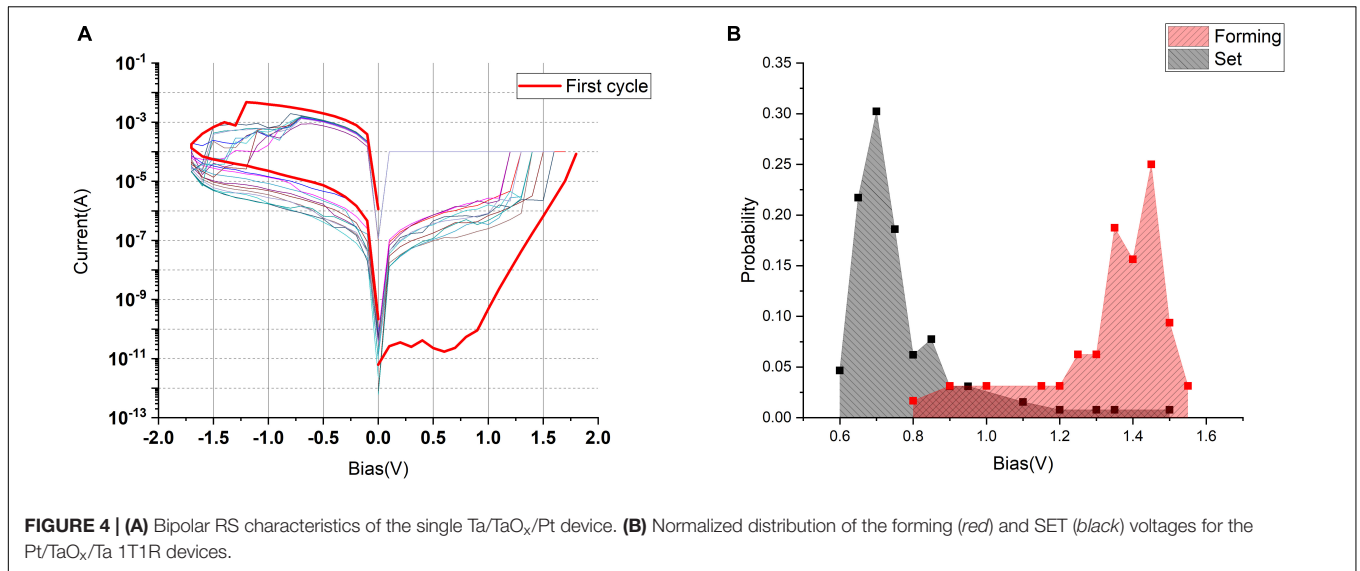 A
10⁻¹
10⁻³
10⁻⁵
10⁻⁷
10⁻⁹
10⁻¹¹
10⁻¹³
Current(A)
First cycle
-2.0 -1.5 -1.0 -0.5 0.0 0.5 1.0 1.5 2.0
Bias(V)
B
Forming
Set
0.35
0.30
0.25
0.20
0.15
0.10
0.05
0.00
Probability
0.6 0.8 1.0 1.2 1.4 1.6
Bias(V)
FIGURE 4 | (A) Bipolar RS characteristics of the single Ta/TaOₓ/Pt device. (B) Normalized distribution of the forming (red) and SET (black) voltages for the
Pt/TaOₓ/Ta 1T1R devices.